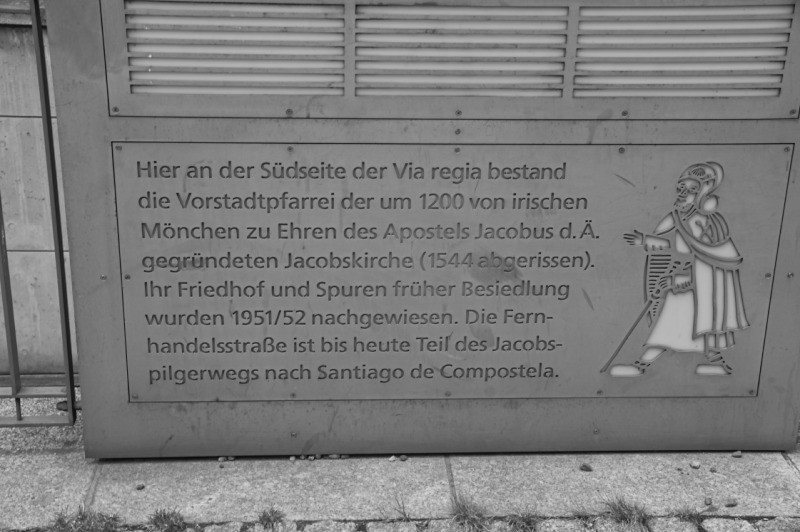 Hier an der Südseite der Via regia bestand
die Vorstadtpfarrei der um 1200 von irischen
Mönchen zu Ehren des Apostels Jacobus d. Ä.
gegründeten Jacobskirche (1544 abgerissen).
Ihr Friedhof und Spuren früher Besiedlung
wurden 1951/52 nachgewiesen. Die Fern-
handelsstraße ist bis heute Teil des Jacobs-
pilgerwegs nach Santiago de Compostela.